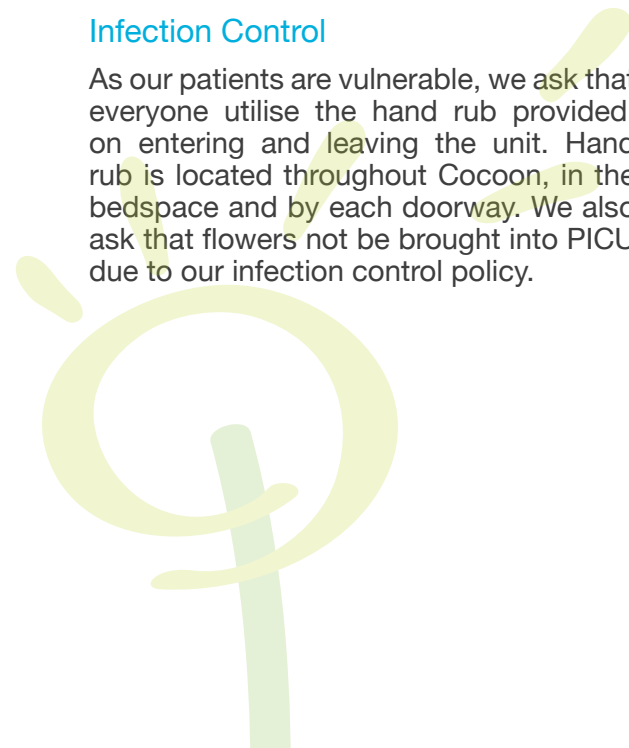 Infection Control
As our patients are vulnerable, we ask that
everyone utilise the hand rub provided
on entering and leaving the unit. Hand
rub is located throughout Cocoon, in the
bedspace and by each doorway. We also
ask that flowers not be brought into PICU
due to our infection control policy.